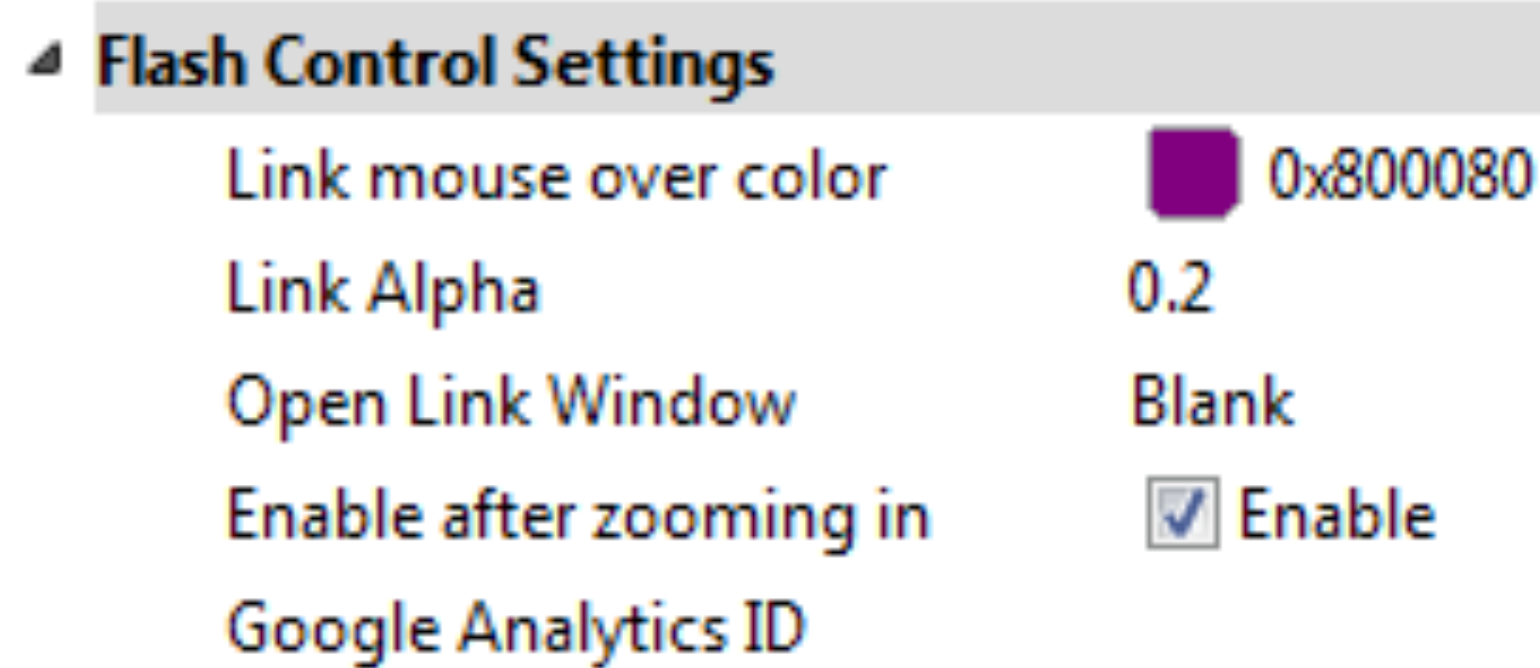 Flash Control Settings
Link mouse over color 0x800080
Link Alpha 0.2
Open Link Window Blank
Enable after zooming in Enable
Google Analytics ID